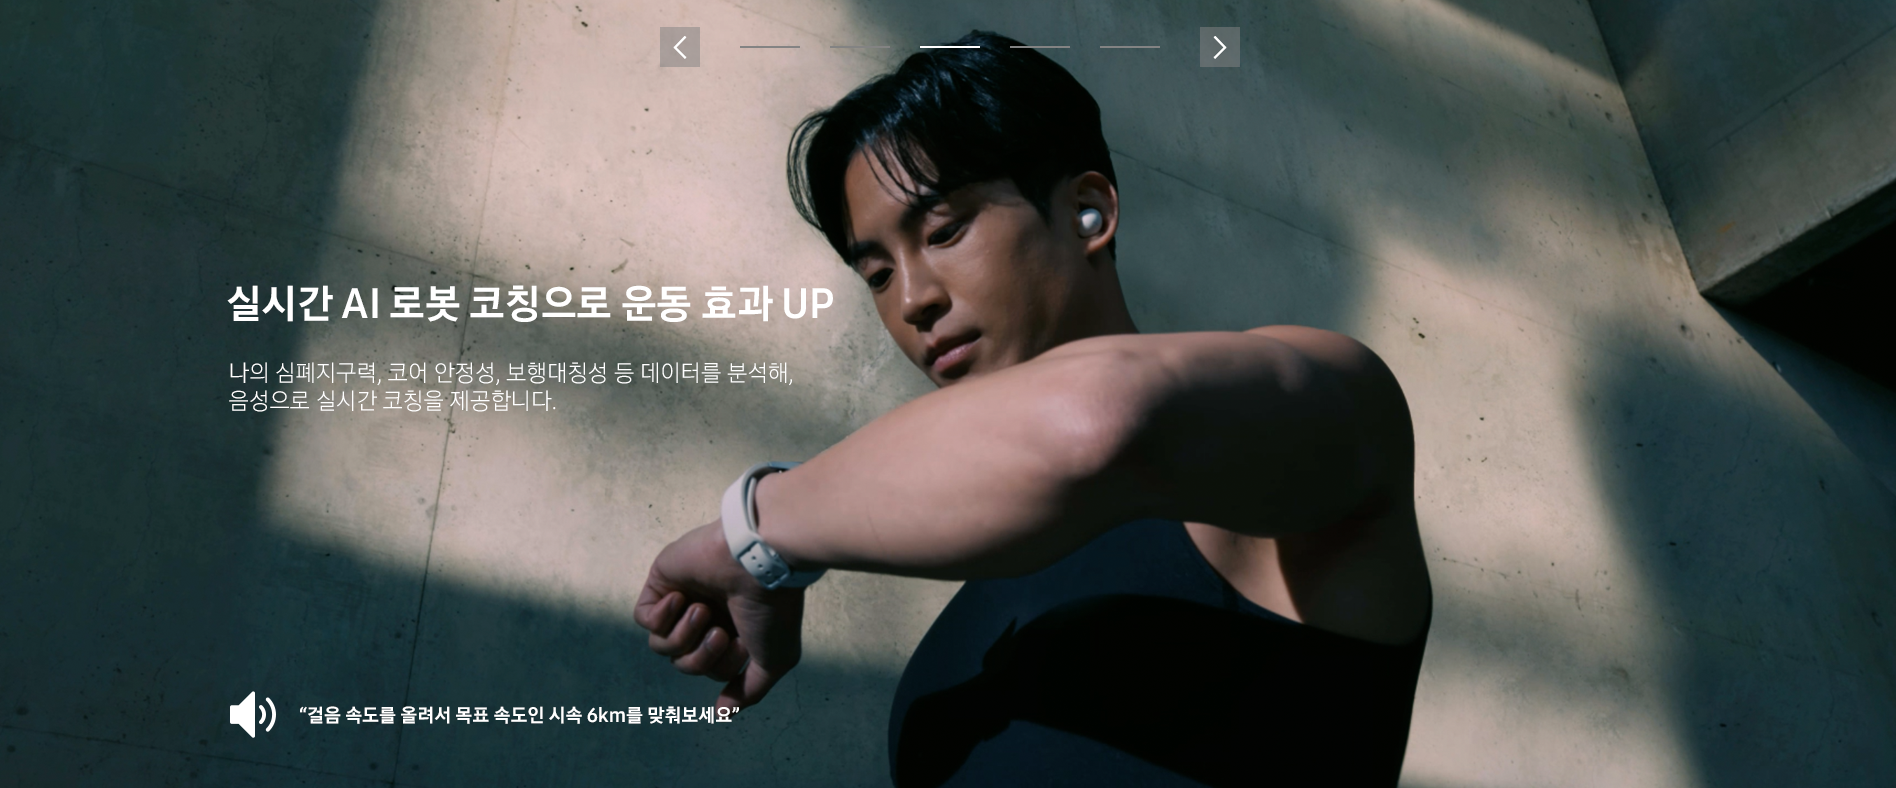 실시간 AI 로봇 코칭으로 운동 효과 UP
나의 심폐지구력, 코어 안정성, 보행대칭성 등 데이터를 분석해,
음성으로 실시간 코칭을 제공합니다.
“걸음 속도를 올려서 목표 속도인 시속 6km를 맞춰보세요”